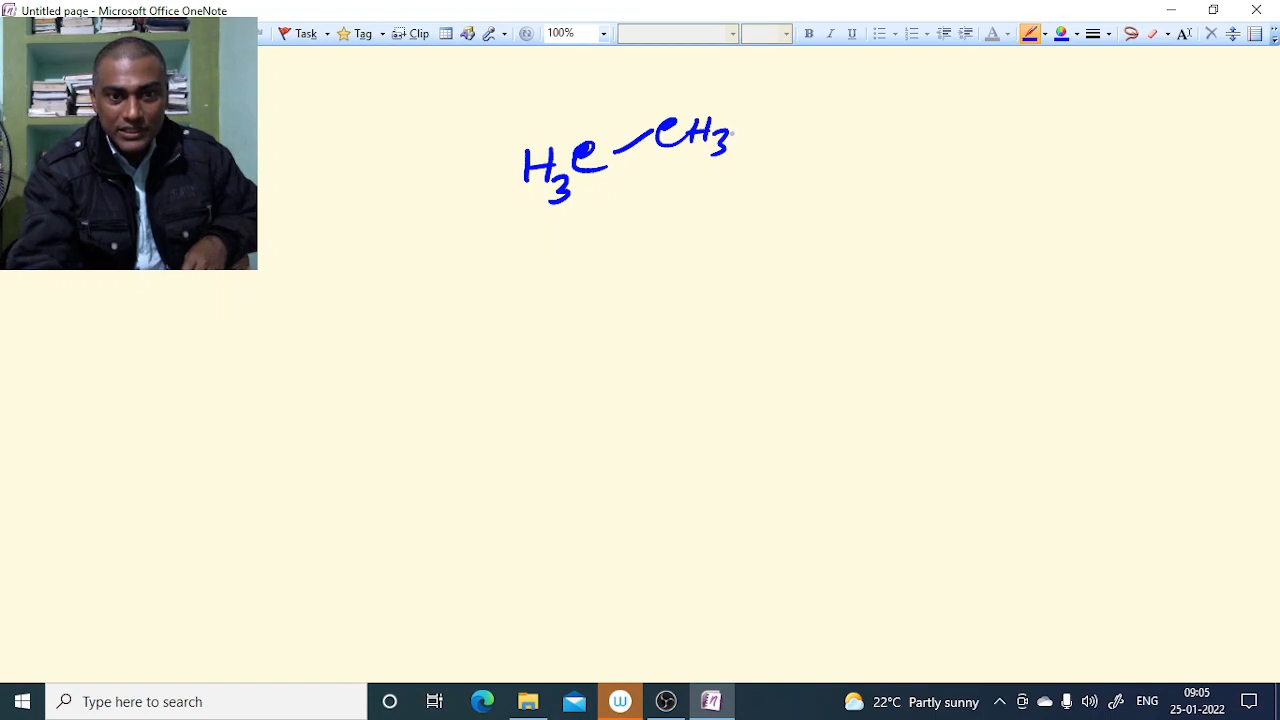 Untitled page - Microsoft Office OneNote
Task Tag Clip 100% B I U A
H3C - CH3
Type here to search
22°C Partly sunny
ENG
09:05
25-01-2022